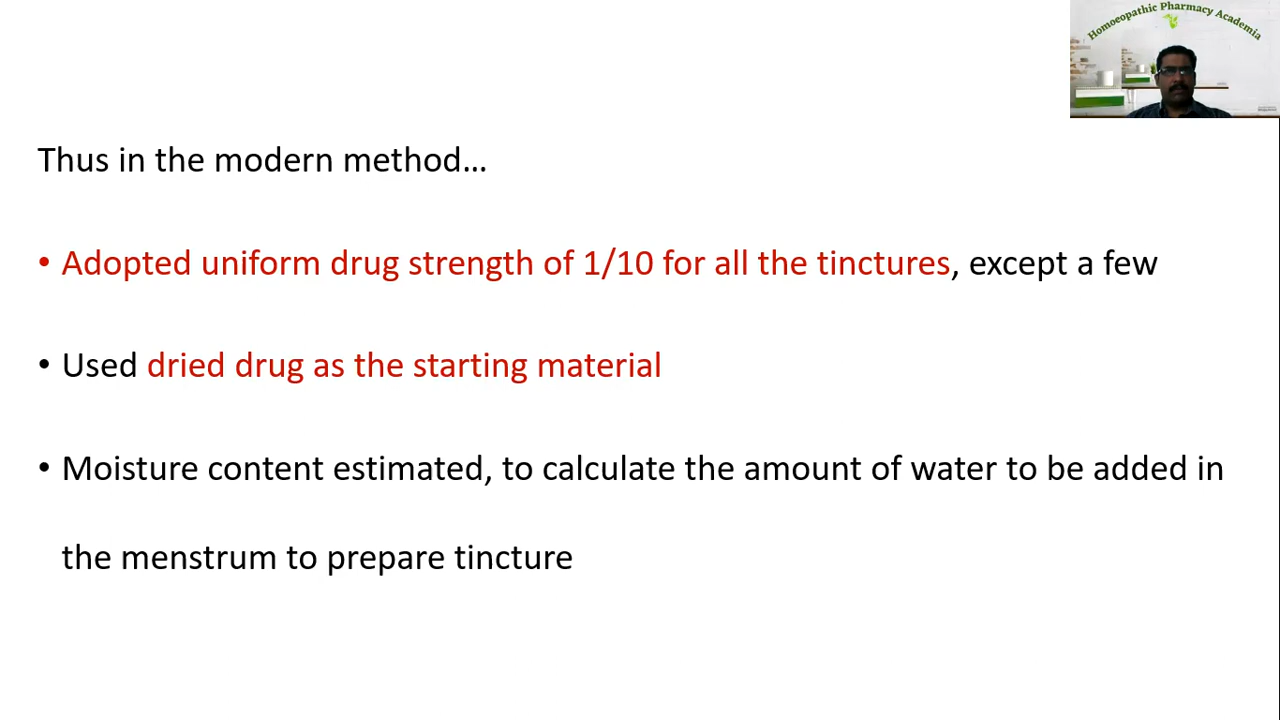 Homoeopathic Pharmacy Academia
Thus in the modern method...
• Adopted uniform drug strength of 1/10 for all the tinctures, except a few
• Used dried drug as the starting material
• Moisture content estimated, to calculate the amount of water to be added in
the menstrum to prepare tincture